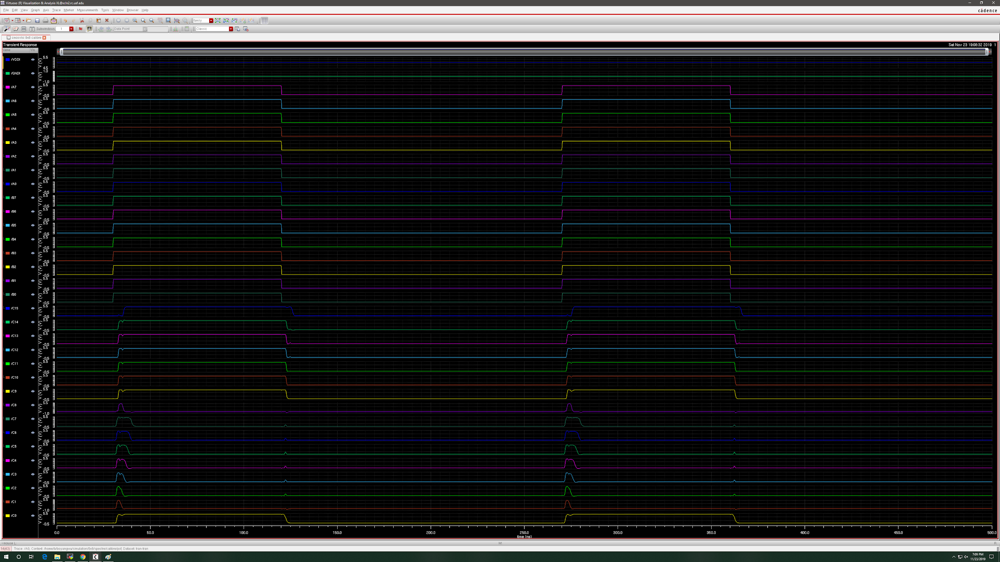 Virtuoso (R) Visualization & Analysis XL@scln2.rc.usf.edu
File Edit View Graph Axis Trace Marker Measurements Tools Window Browser Help
cādence
family
Subwindows: 1 Data Point Classic
cmosvlsi 8x8 calibre
Transient Response Sat Nov 23 19:08:32 2019 1
Name Vis
/VDD! 5.5 4.5
/GND! 1.0 -1.0
/A7 5.5 -0.5
/A6 5.5 -0.5
/A5 5.5 -0.5
/A4 5.5 -0.5
/A3 5.5 -0.5
/A2 5.5 -0.5
/A1 5.5 -0.5
/A0 5.5 -0.5
/B7 5.5 -0.5
/B6 5.5 -0.5
/B5 5.5 -0.5
/B4 5.5 -0.5
/B3 5.5 -0.5
/B2 5.5 -0.5
/B1 5.5 -0.5
/B0 5.5 -0.5
/C15 5.5 -0.5
/C14 5.5 -0.5
/C13 5.5 -0.5
/C12 5.5 -0.5
/C11 5.5 -0.5
/C10 5.5 -0.5
/C9 5.5 -0.5
/C8 5.5 -1.0
/C7 5.5 -0.5
/C6 5.5 -0.5
/C5 5.5 -0.5
/C4 5.5 -0.5
/C3 5.5 -0.5
/C2 5.5 -0.5
/C1 5.5 -1.0
/C0 5.5 -0.5
0.0 50.0 100.0 150.0 200.0 250.0 300.0 350.0 400.0 450.0 500.0
time (ns)
mouse L: M: R:
14(43) Trace: /A0; Context: /home/b/boyangwu/simulation/8x8/spectre/calibre/psf; Dataset: tran-tran
7:09 PM
11/23/2019